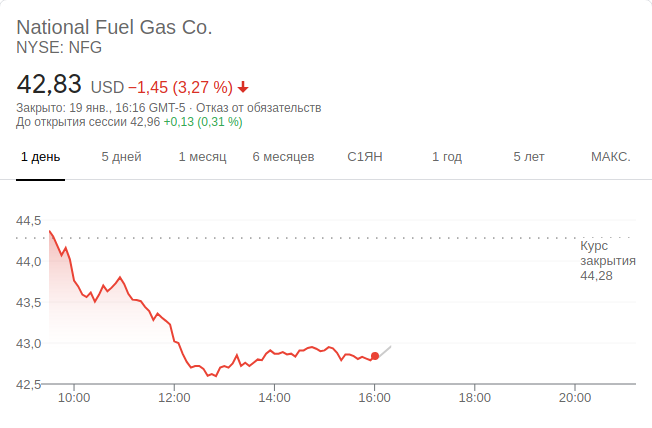 National Fuel Gas Co.
NYSE: NFG
42,83 USD −1,45 (3,27 %)
Закрыто: 19 янв., 16:16 GMT-5 · Отказ от обязательств
До открытия сессии 42,96 +0,13 (0,31 %)
1 день 5 дней 1 месяц 6 месяцев С1ЯН 1 год 5 лет МАКС.
44,5
44,0
43,5
43,0
42,5
Курс
закрытия
44,28
10:00 12:00 14:00 16:00 18:00 20:00